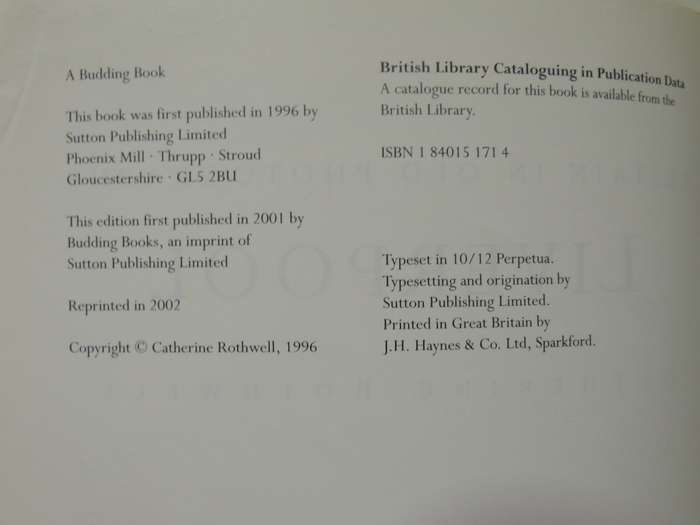 A Budding Book
This book was first published in 1996 by
Sutton Publishing Limited
Phoenix Mill · Thrupp · Stroud
Gloucestershire · GL5 2BU
This edition first published in 2001 by
Budding Books, an imprint of
Sutton Publishing Limited
Reprinted in 2002
Copyright © Catherine Rothwell, 1996
British Library Cataloguing in Publication Data
A catalogue record for this book is available from the
British Library.
ISBN 1 84015 171 4
Typeset in 10/12 Perpetua.
Typesetting and origination by
Sutton Publishing Limited.
Printed in Great Britain by
J.H. Haynes & Co. Ltd, Sparkford.